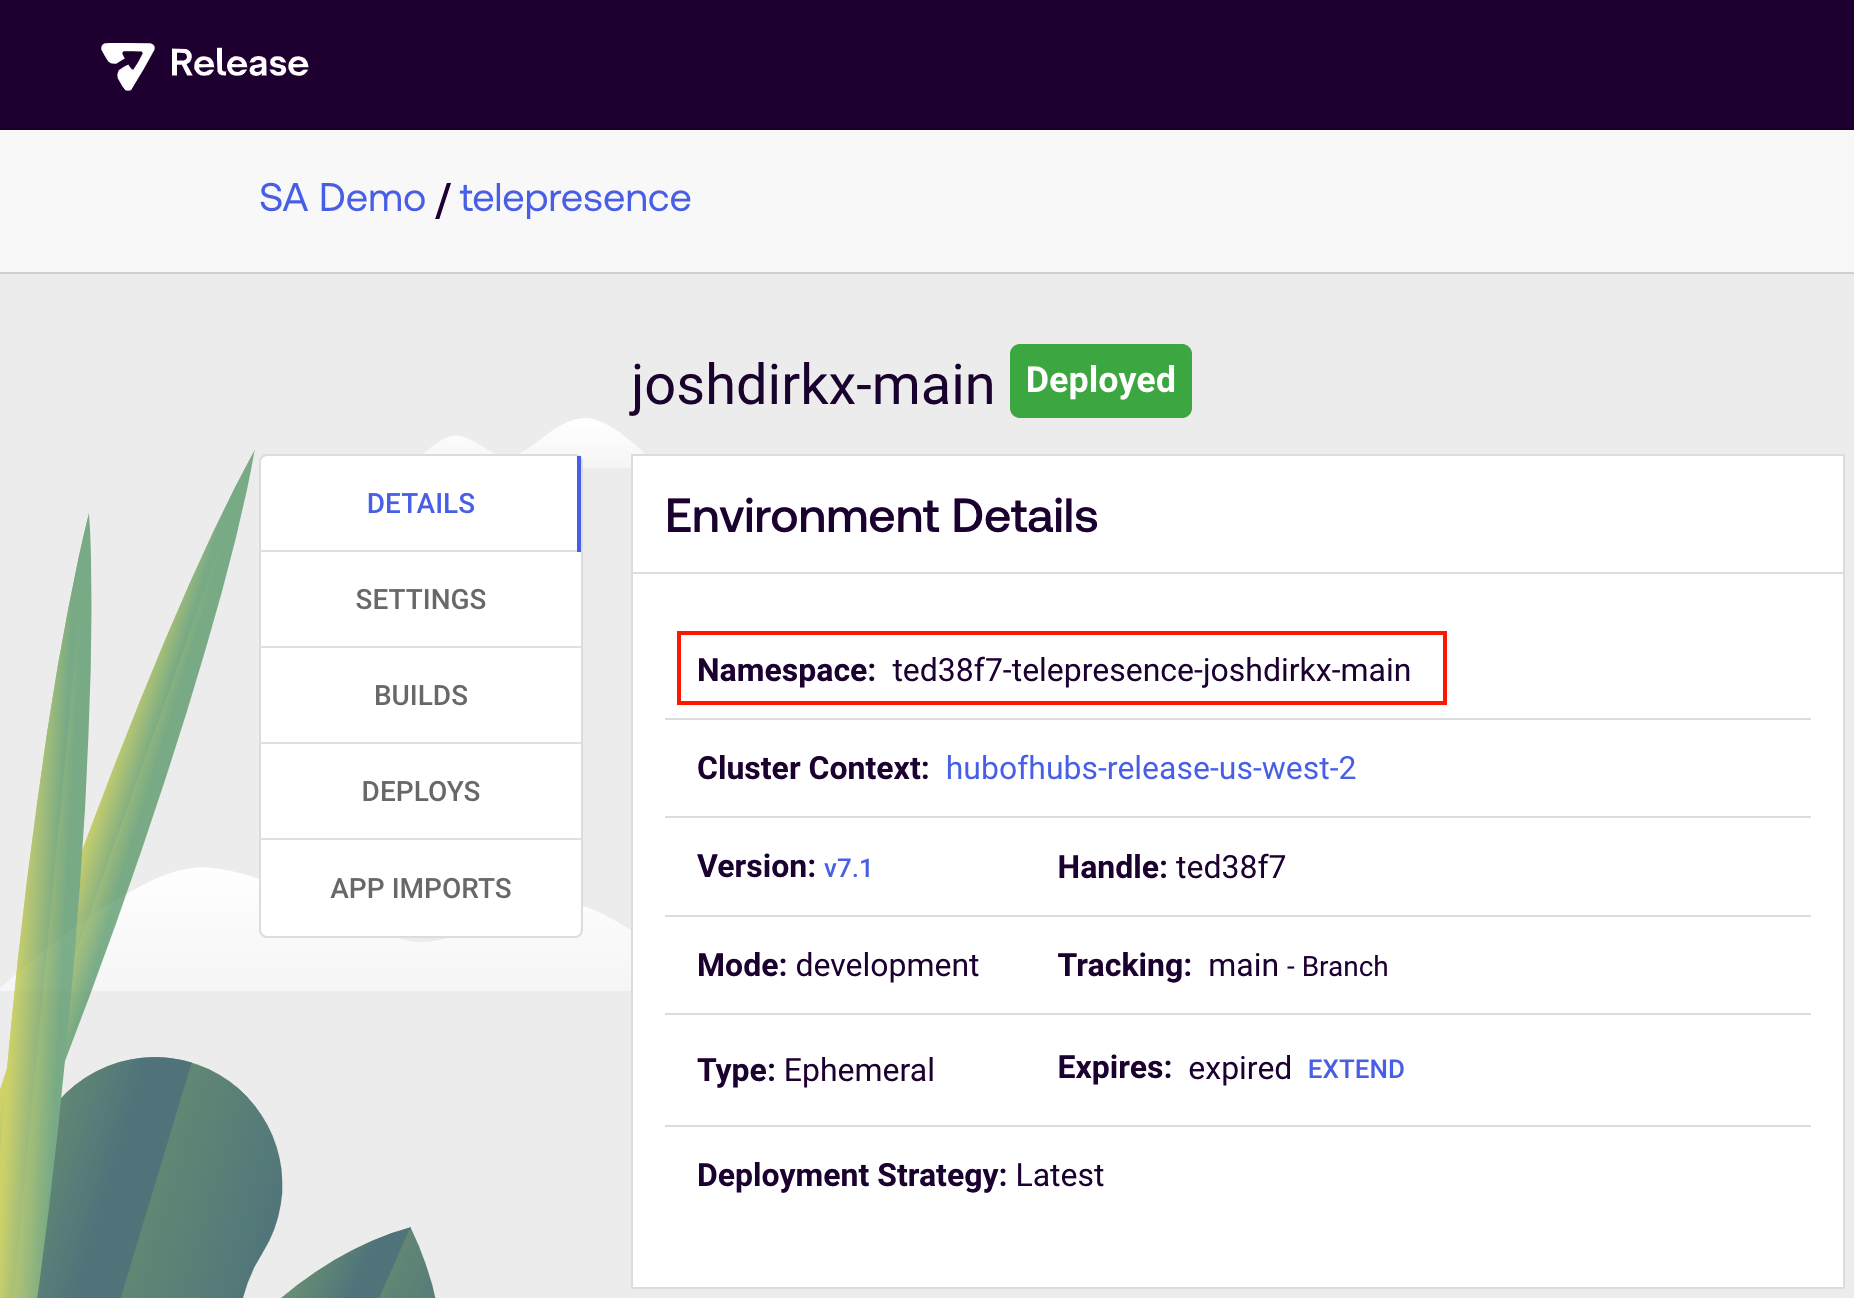 Release
SA Demo / telepresence
joshdirkx-main Deployed
DETAILS
SETTINGS
BUILDS
DEPLOYS
APP IMPORTS
Environment Details
Namespace: ted38f7-telepresence-joshdirkx-main
Cluster Context: hubofhubs-release-us-west-2
Version: v7.1 Handle: ted38f7
Mode: development Tracking: main - Branch
Type: Ephemeral Expires: expired EXTEND
Deployment Strategy: Latest